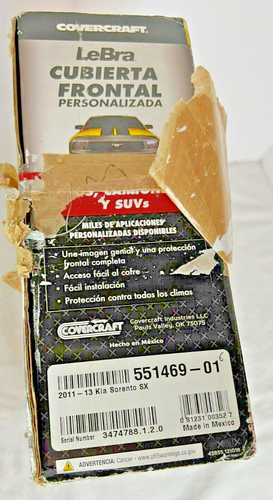 COVERCRAFT.
LeBra
CUBIERTA
FRONTAL
PERSONALIZADA
Y SUVs
MILES DE APLICACIONES
PERSONALIZADAS DISPONIBLES
• Una imagen genial y una protección
frontal completa
• Acceso fácil al cofre
• Fácil instalación
• Protección contra todos los climas
COVERCRAFT
Covercraft Industries LLC
Pauls Valley, OK 73075
Hecho en México
551469-01
2011-13 Kia Sorento SX
Serial Number 3474788.1.2.0
Made in Mexico
ADVERTENCIA: Cancer - www.p65warnings.ca.gov